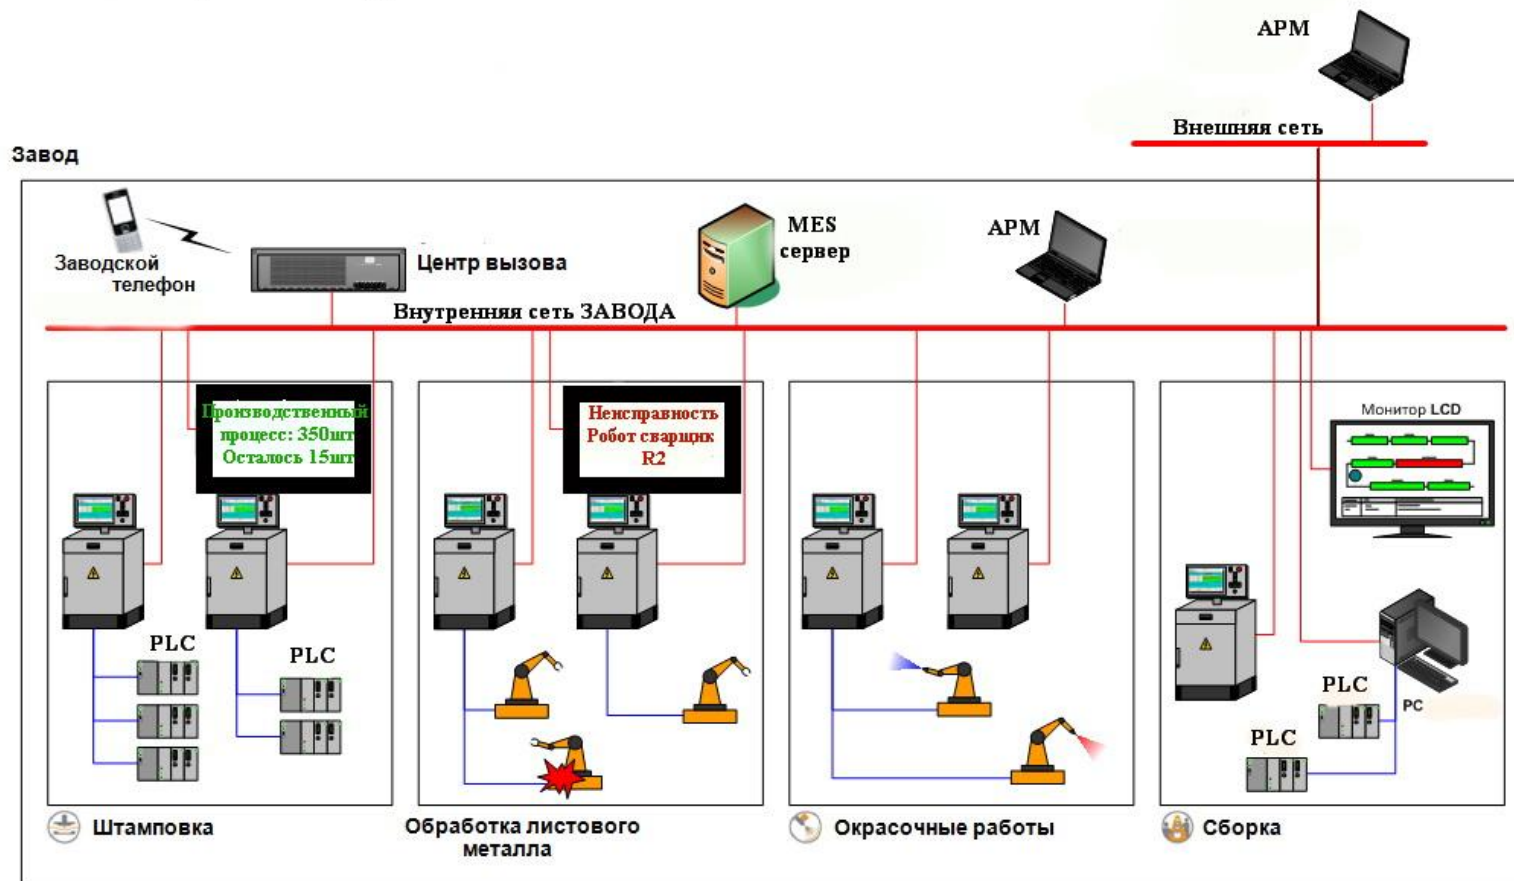 АРМ
Внешняя сеть
Завод
Заводской
телефон
Центр вызова
MES
сервер
АРМ
Внутренняя сеть ЗАВОДА
Производственный
процесс: 350шт
Осталось 15шт
Неисправность
Робот сварщик
R2
Монитор LCD
PLC
PLC
PLC
PC
PLC
Штамповка
Обработка листового
металла
Окрасочные работы
Сборка